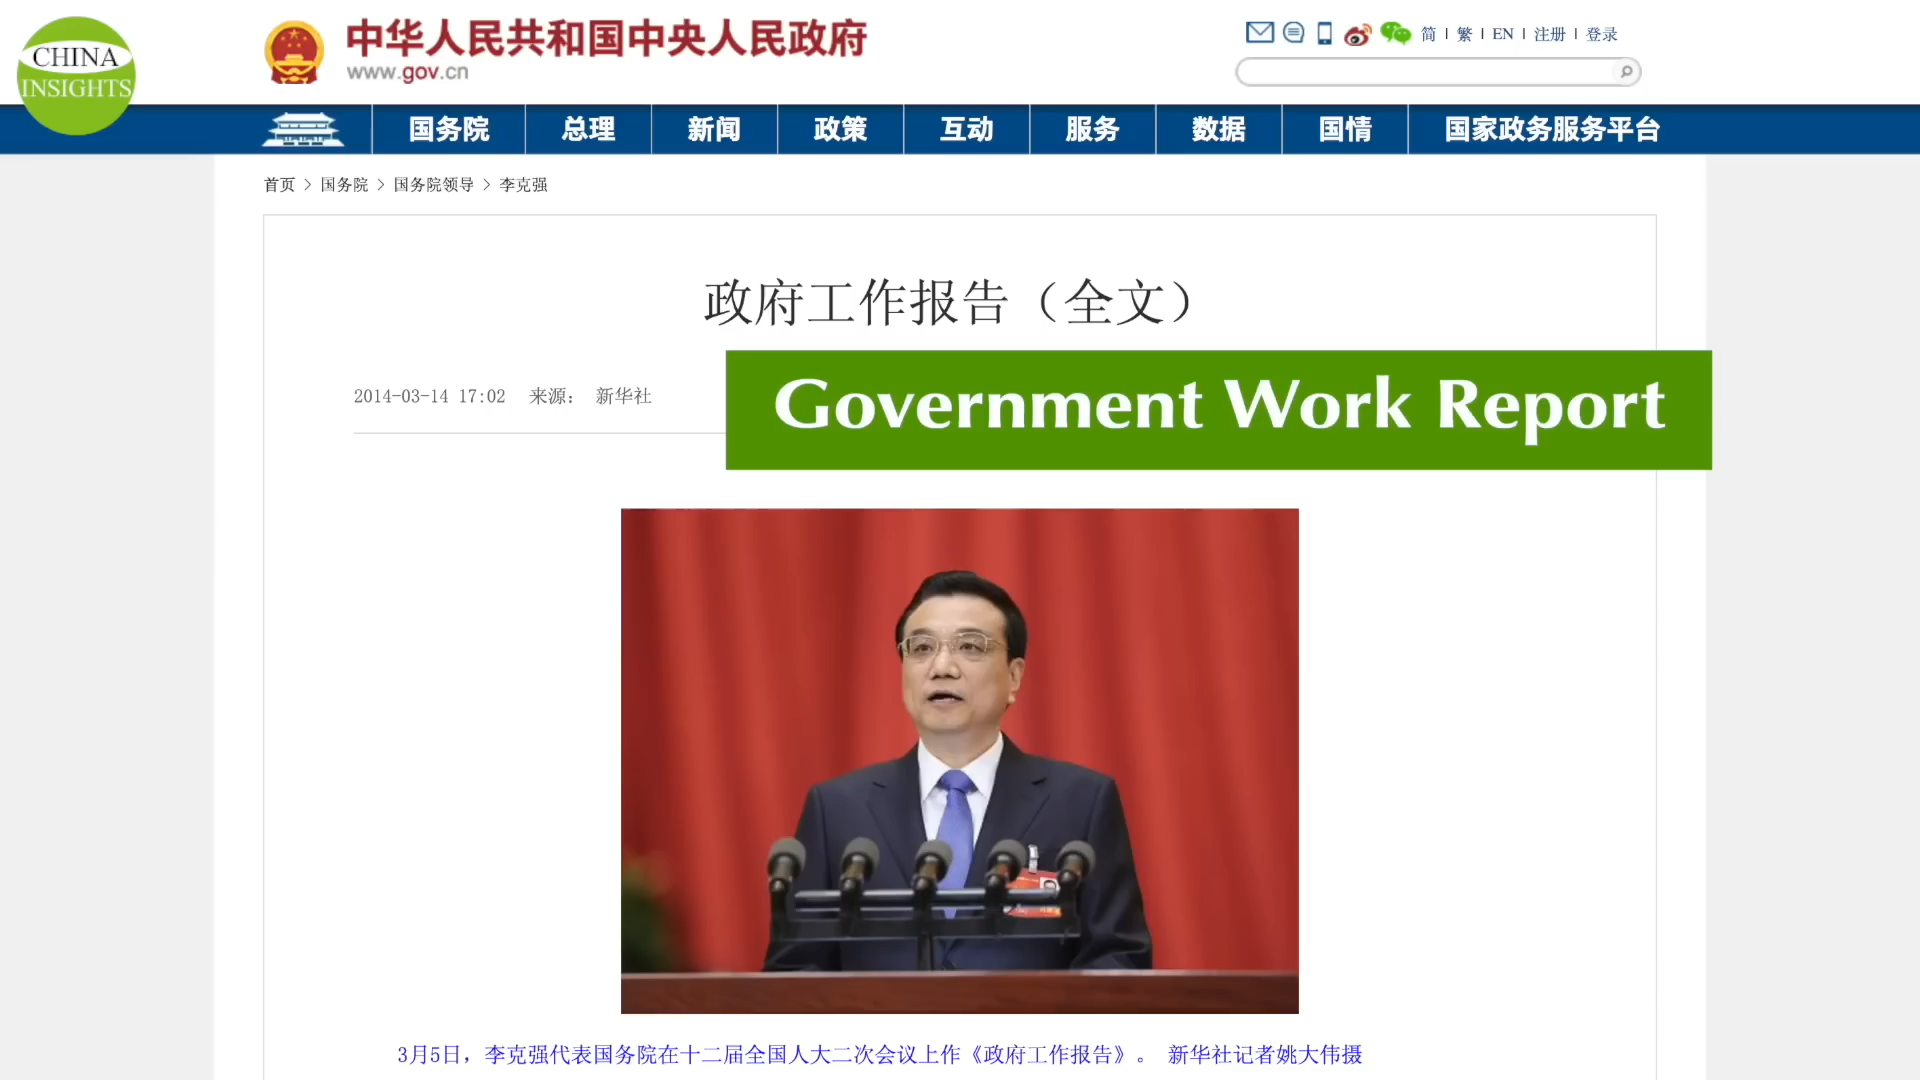 CHINA
INSIGHTS
中华人民共和国中央人民政府
www.gov.cn
简 | 繁 | EN | 注册 | 登录
国务院 总理 新闻 政策 互动 服务 数据 国情 国家政务服务平台
首页 > 国务院 > 国务院领导 > 李克强
政府工作报告（全文）
2014-03-14 17:02 来源： 新华社
Government Work Report
3月5日，李克强代表国务院在十二届全国人大二次会议上作《政府工作报告》。 新华社记者姚大伟摄